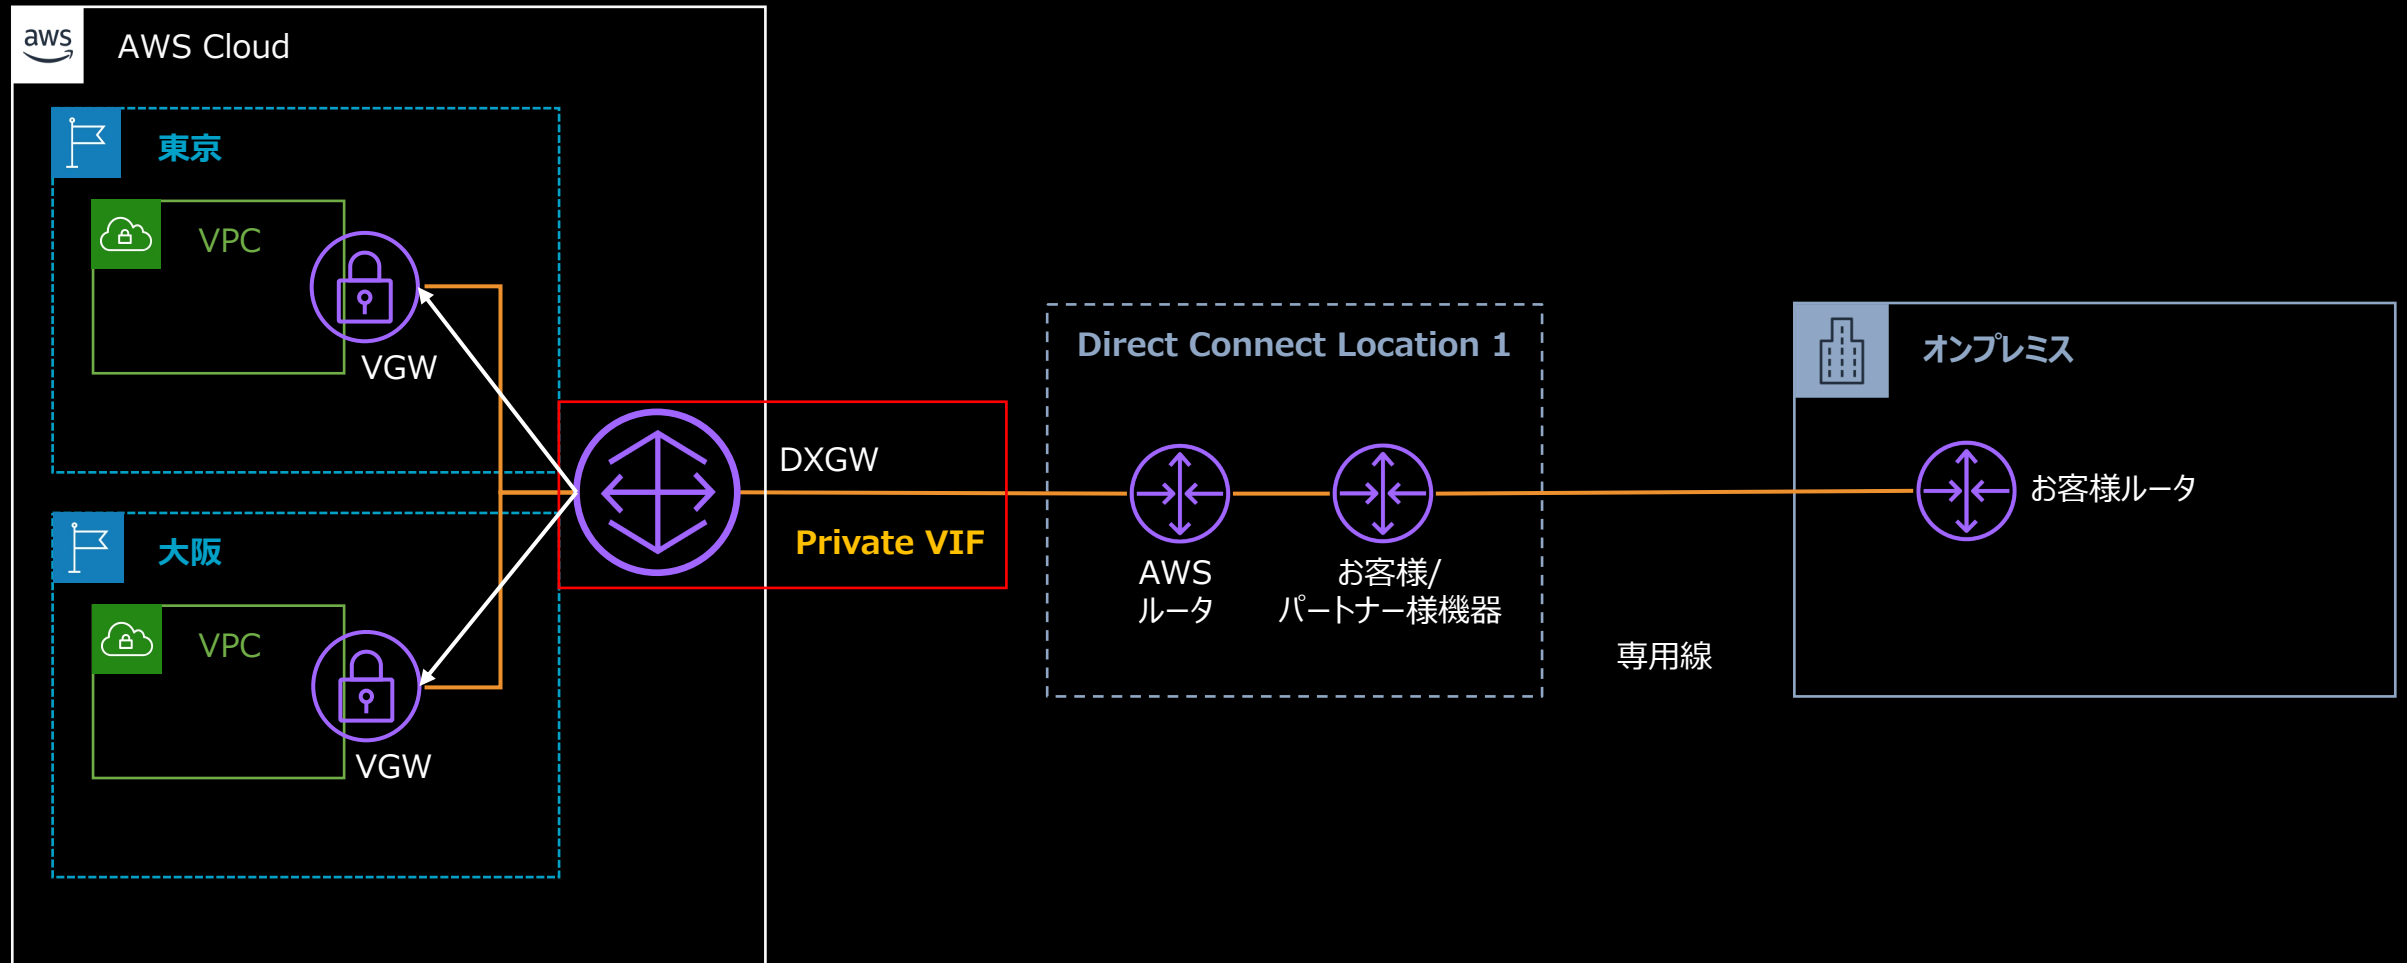 aws
AWS Cloud
東京
VPC
VGW
大阪
VPC
VGW
DXGW
Private VIF
Direct Connect Location 1
AWS
ルータ
お客様/
パートナー様機器
専用線
オンプレミス
お客様ルータ